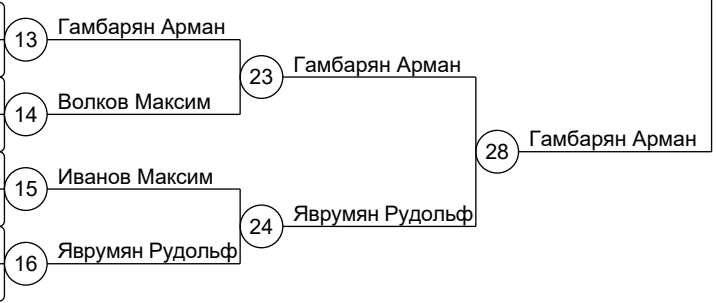 13 Гамбарян Арман
23 Гамбарян Арман
14 Волков Максим
28 Гамбарян Арман
15 Иванов Максим
24 Яврумян Рудольф
16 Яврумян Рудольф